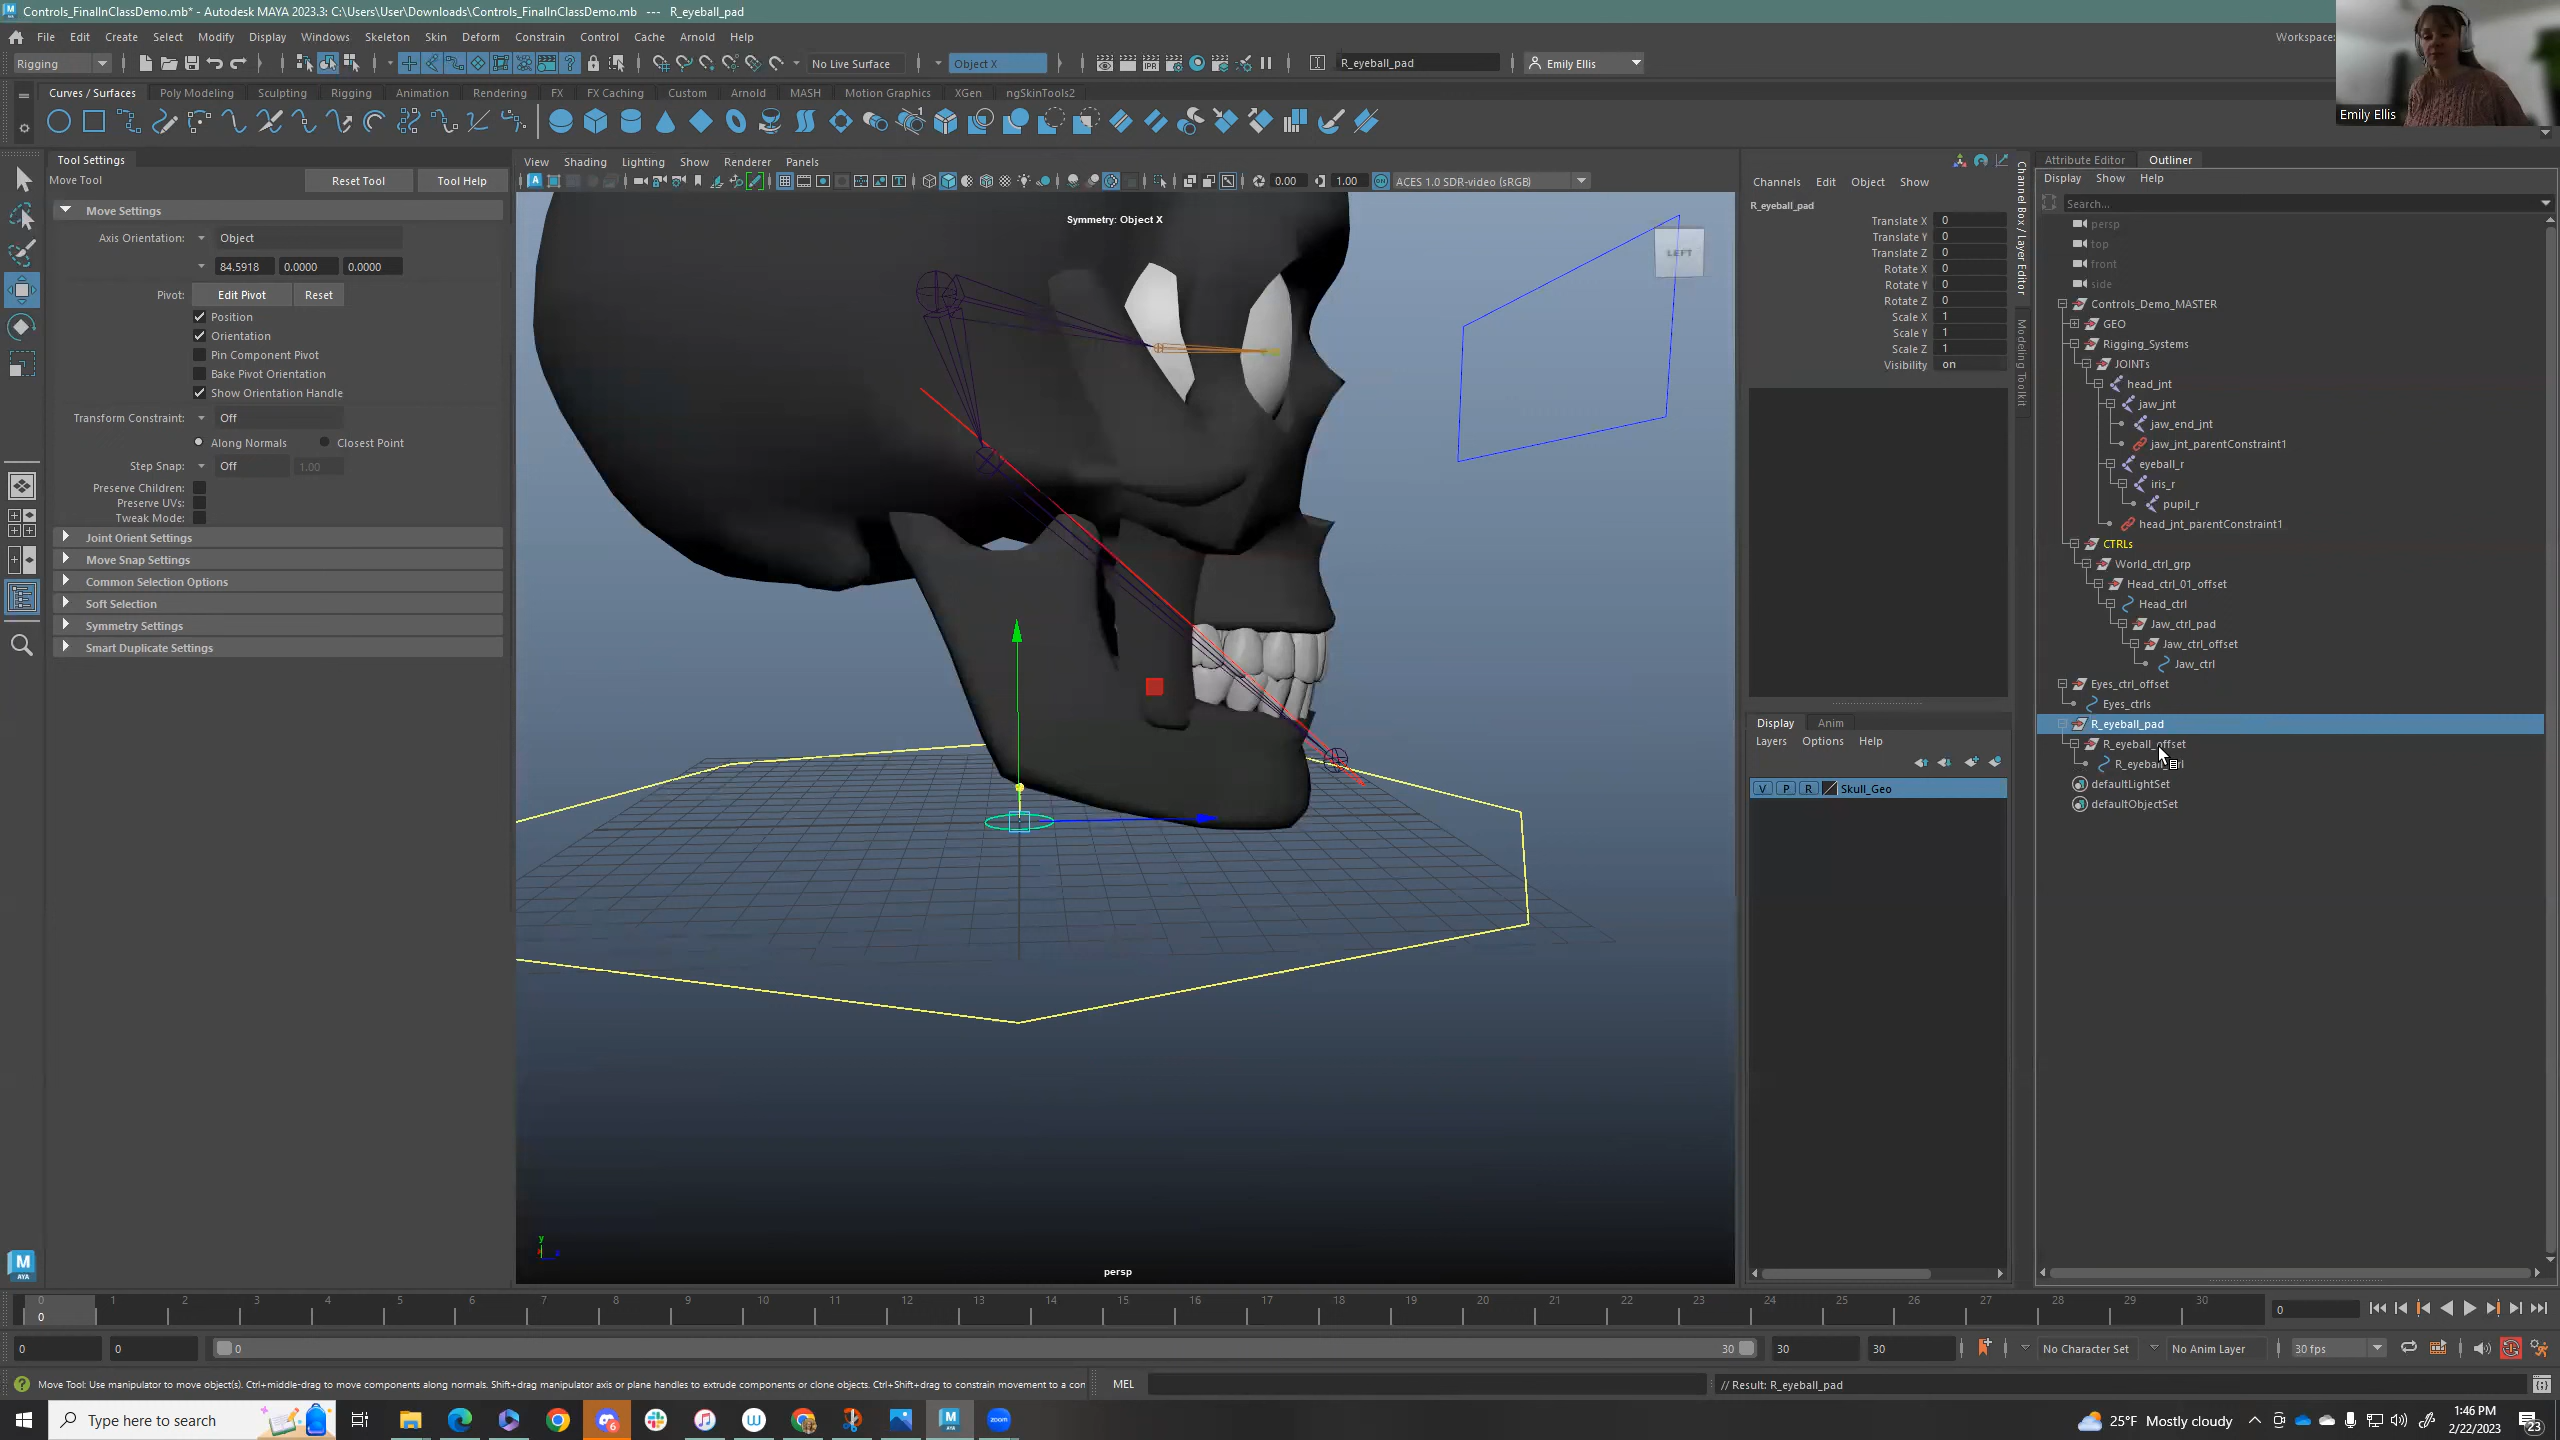 Controls_FinalInClassDemo.mb* - Autodesk MAYA 2023.3: C:\Users\User\Downloads\Controls_FinalInClassDemo.mb   ---   R_eyeball_pad
File Edit Create Select Modify Display Windows Skeleton Skin Deform Constrain Control Cache Arnold Help
Workspace:
Rigging
No Live Surface
Object X
R_eyeball_pad
Emily Ellis
Curves / Surfaces Poly Modeling Sculpting Rigging Animation Rendering FX FX Caching Custom Arnold MASH Motion Graphics XGen ngSkinTools2
Emily Ellis
Tool Settings
Move Tool
Reset Tool
Tool Help
Move Settings
Axis Orientation: Object
84.5918 0.0000 0.0000
Pivot: Edit Pivot Reset
Position
Orientation
Pin Component Pivot
Bake Pivot Orientation
Show Orientation Handle
Transform Constraint: Off
Along Normals Closest Point
Step Snap: Off 1.00
Preserve Children:
Preserve UVs:
Tweak Mode:
Joint Orient Settings
Move Snap Settings
Common Selection Options
Soft Selection
Symmetry Settings
Smart Duplicate Settings
View Shading Lighting Show Renderer Panels
0.00 1.00 ACES 1.0 SDR-video (sRGB)
Symmetry: Object X
LEFT
persp
Channels Edit Object Show
R_eyeball_pad
Translate X 0
Translate Y 0
Translate Z 0
Rotate X 0
Rotate Y 0
Rotate Z 0
Scale X 1
Scale Y 1
Scale Z 1
Visibility on
Display Anim
Layers Options Help
V P R Skull_Geo
Channel Box / Layer Editor
Modeling Toolkit
Attribute Editor Outliner
Display Show Help
Search...
persp
top
front
side
Controls_Demo_MASTER
GEO
Rigging_Systems
JOINTs
head_jnt
jaw_jnt
jaw_end_jnt
jaw_jnt_parentConstraint1
eyeball_r
iris_r
pupil_r
head_jnt_parentConstraint1
CTRLs
World_ctrl_grp
Head_ctrl_01_offset
Head_ctrl
Jaw_ctrl_pad
Jaw_ctrl_offset
Jaw_ctrl
Eyes_ctrl_offset
Eyes_ctrls
R_eyeball_pad
R_eyeball_offset
defaultLightSet
defaultObjectSet
0 1 2 3 4 5 6 7 8 9 10 11 12 13 14 15 16 17 18 19 20 21 22 23 24 25 26 27 28 29 30
0
0
0 0 0 30 30 30
No Character Set
No Anim Layer
30 fps
Move Tool: Use manipulator to move object(s). Ctrl+middle-drag to move components along normals. Shift+drag manipulator axis or plane handles to extrude components or clone objects. Ctrl+Shift+drag to constrain movement to a con
MEL
// Result: R_eyeball_pad
Type here to search
25°F Mostly cloudy
1:46 PM
2/22/2023
23